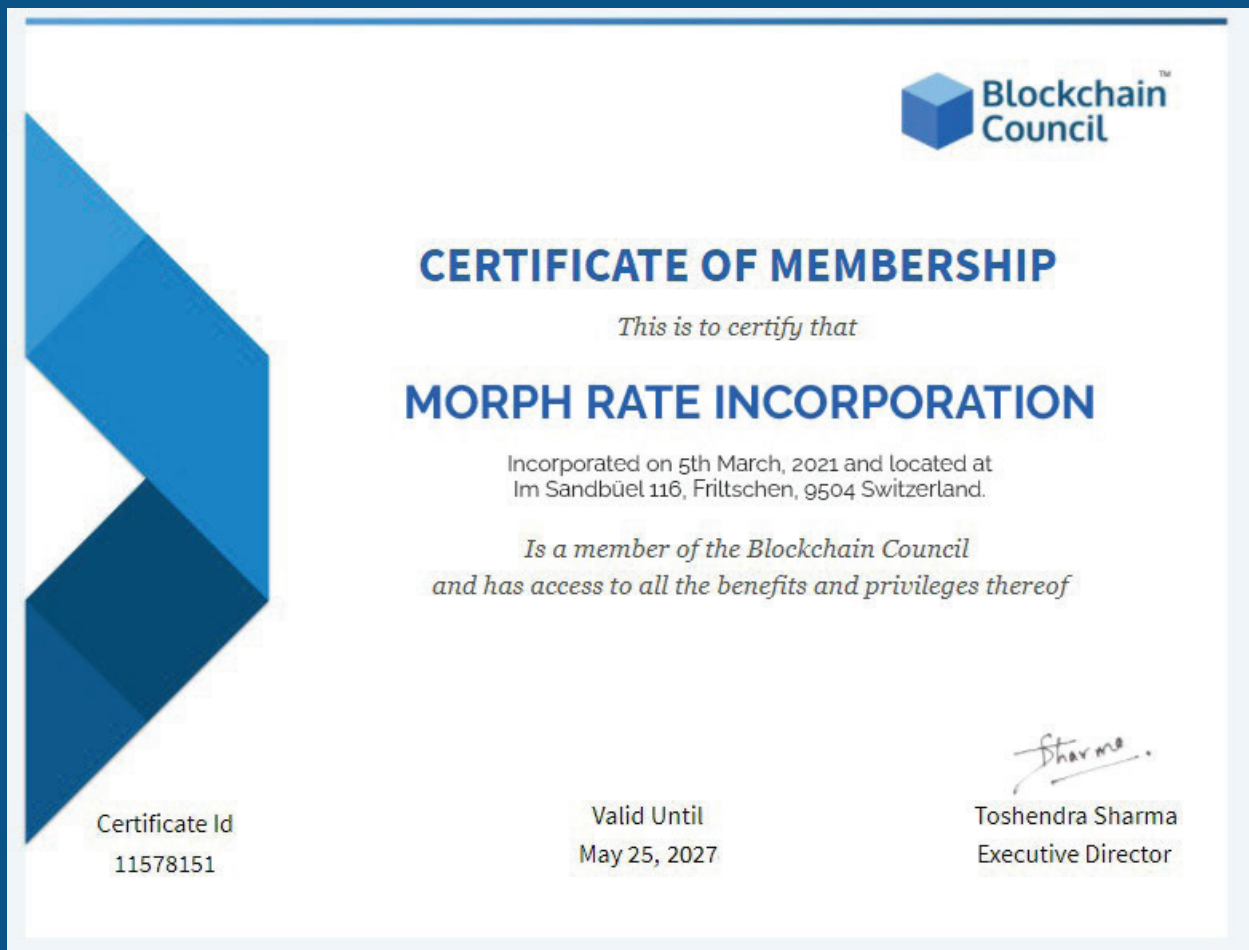 Blockchain™
Council
CERTIFICATE OF MEMBERSHIP
This is to certify that
MORPH RATE INCORPORATION
Incorporated on 5th March, 2021 and located at
Im Sandbüel 116, Friltschen, 9504 Switzerland.
Is a member of the Blockchain Council
and has access to all the benefits and privileges thereof
Sharma.
Certificate Id
11578151
Valid Until
May 25, 2027
Toshendra Sharma
Executive Director